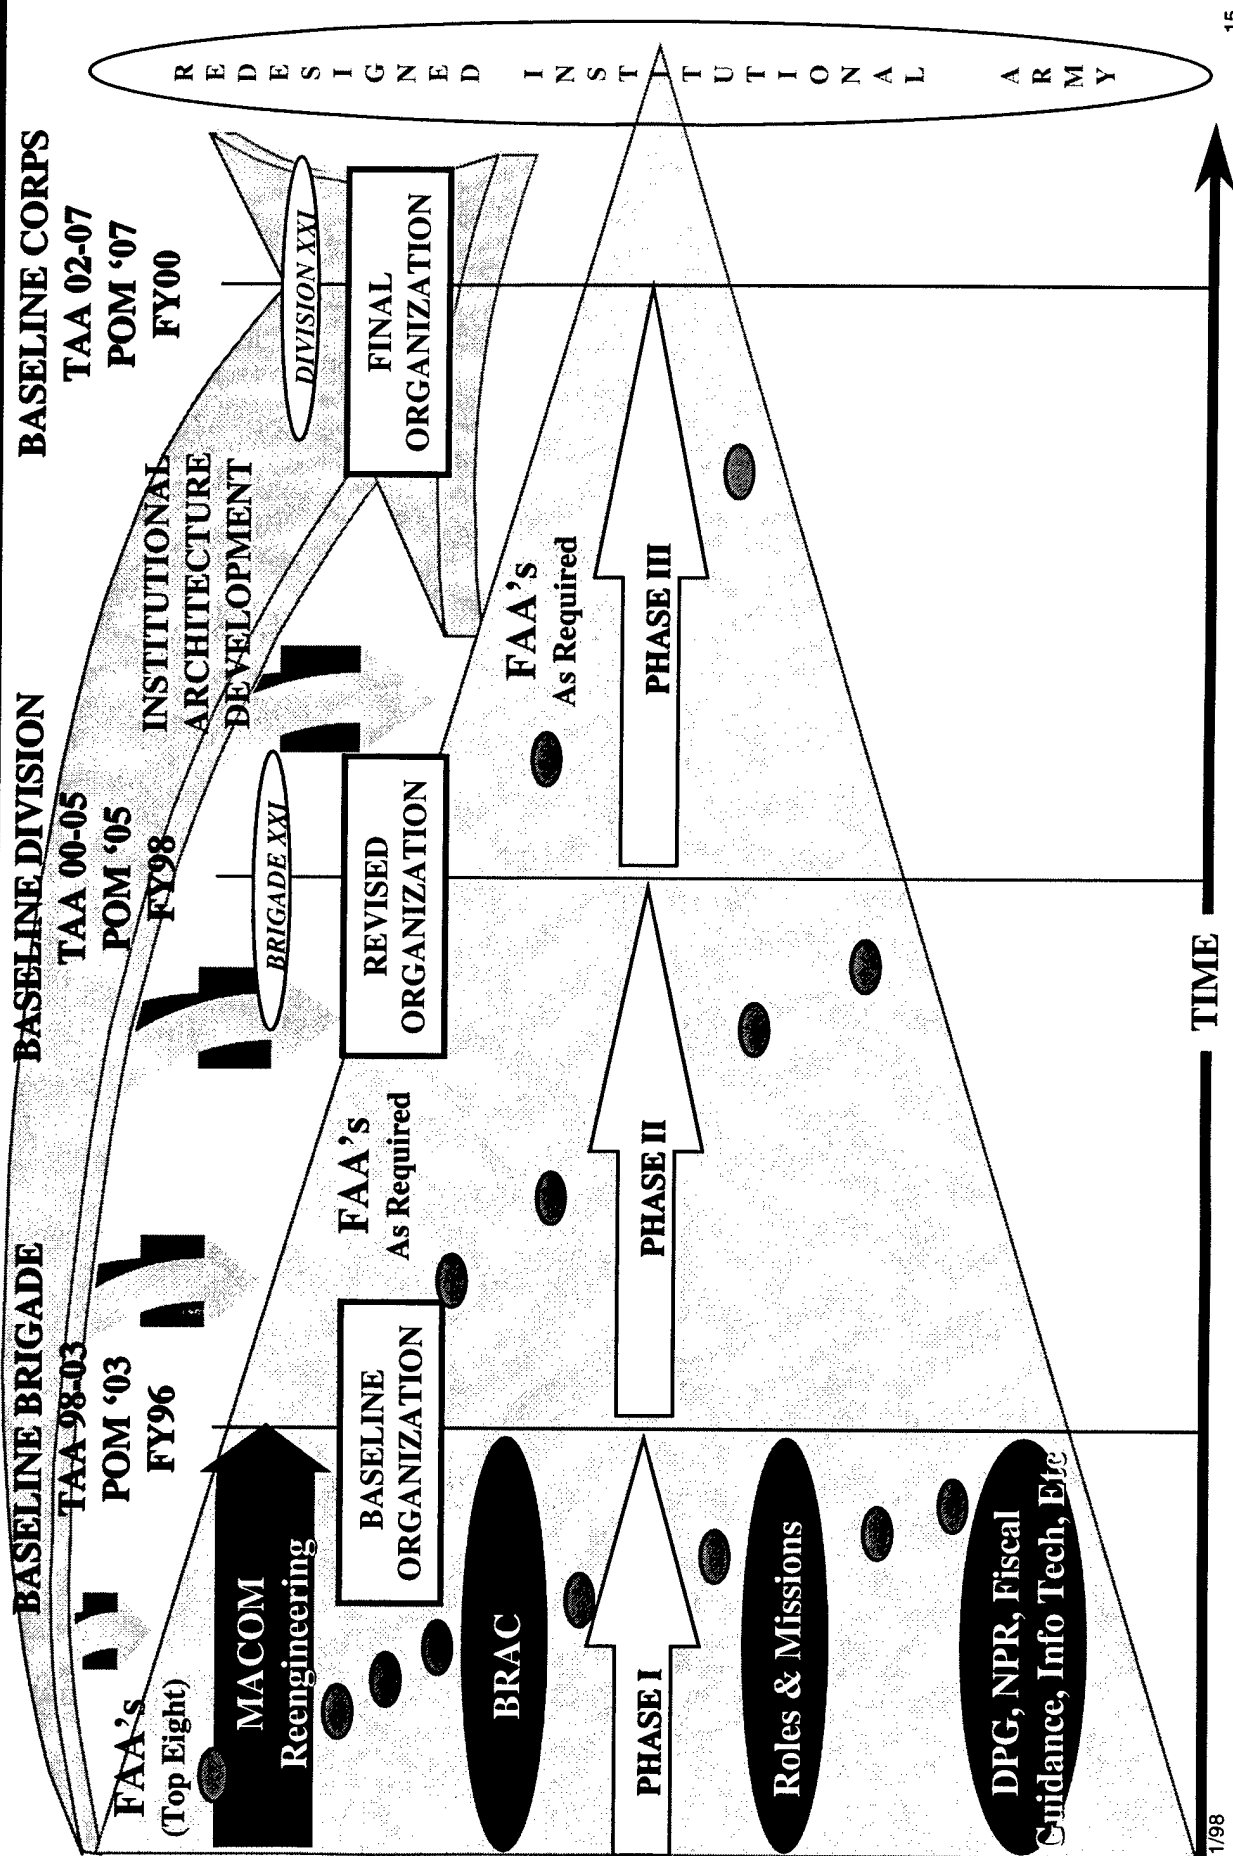 BASELINE BRIGADE
TAA 98-03
POM ‘03
FY96
BASELINE DIVISION
TAA 00-05
POM ‘05
FY98
BASELINE CORPS
TAA 02-07
POM ‘07
FY00
INSTITUTIONAL
ARCHITECTURE
DEVELOPMENT
FAA’s
(Top Eight)
MACOM
Reengineering
BASELINE
ORGANIZATION
FAA’s
As Required
BRIGADE XXI
REVISED
ORGANIZATION
FAA’s
As Required
DIVISION XXI
FINAL
ORGANIZATION
BRAC
PHASE I
PHASE II
PHASE III
Roles & Missions
DPG, NPR, Fiscal
Guidance, Info Tech, Etc
REDESIGNED INSTITUTIONAL ARMY
TIME
1/98
15